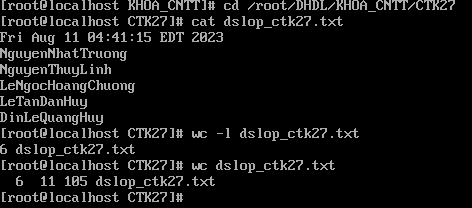 [root@localhost KHOA_CNTT]# cd /root/DHDL/KHOA_CNTT/CTK27
[root@localhost CTK27]# cat dslop_ctk27.txt
Fri Aug 11 04:41:15 EDT 2023
NguyenNhatTruong
NguyenThuyLinh
LeNgocHoangChuong
LeTanDanHuy
DinLeQuangHuy
[root@localhost CTK27]# wc -l dslop_ctk27.txt
6 dslop_ctk27.txt
[root@localhost CTK27]# wc dslop_ctk27.txt
  6  11 105 dslop_ctk27.txt
[root@localhost CTK27]#